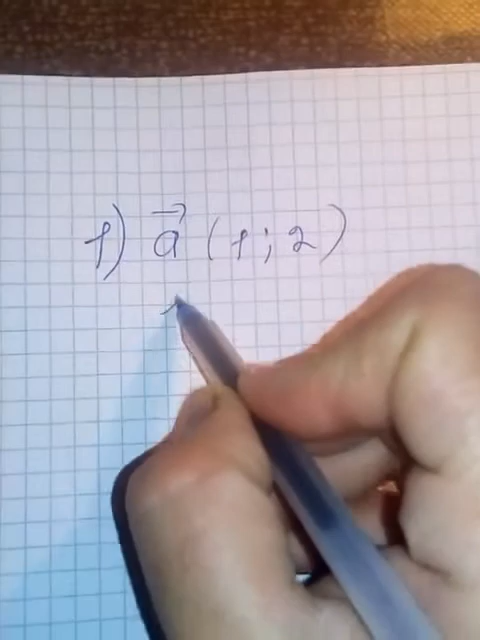 1) a⃗ (1; 2)